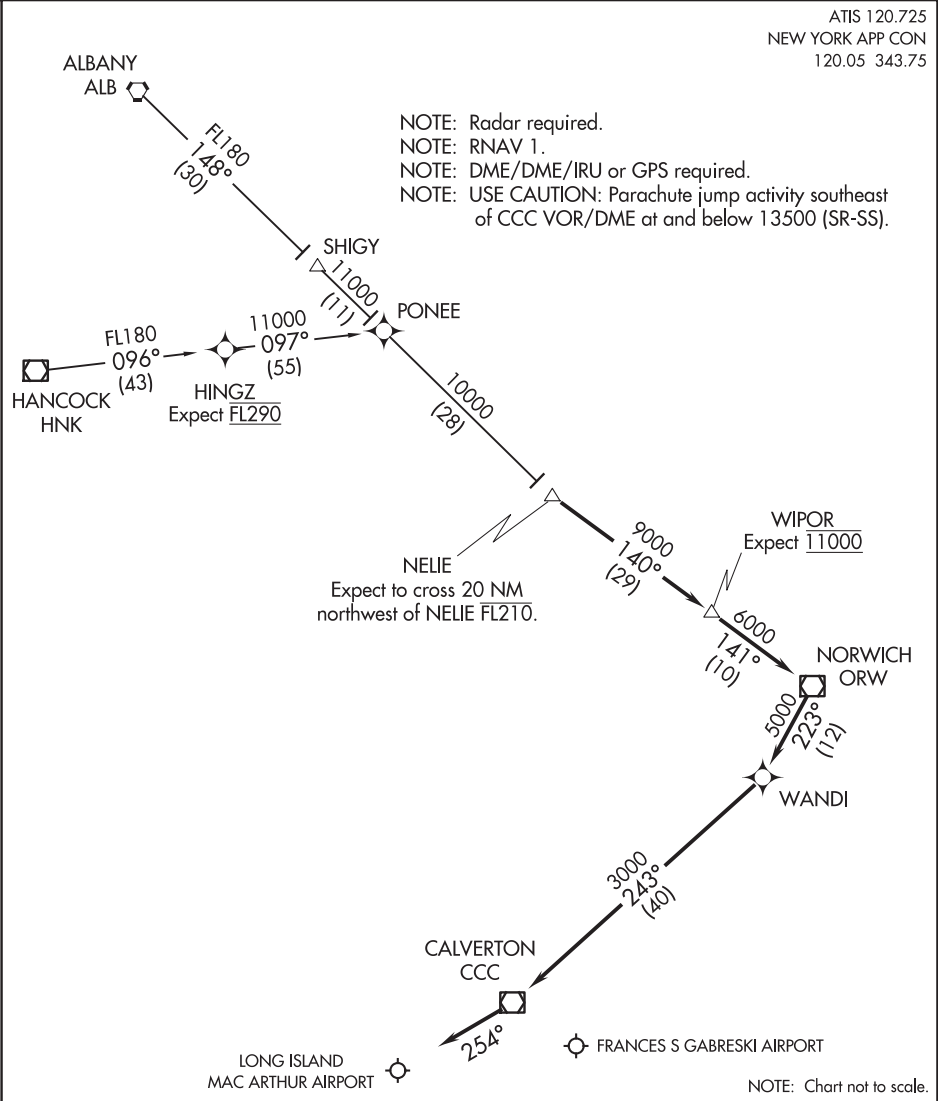 ATIS 120.725
NEW YORK APP CON
120.05 343.75
ALBANY
ALB
FL180
148°
(30)
NOTE: Radar required.
NOTE: RNAV 1.
NOTE: DME/DME/IRU or GPS required.
NOTE: USE CAUTION: Parachute jump activity southeast
of CCC VOR/DME at and below 13500 (SR-SS).
SHIGY
11000
(11)
PONEE
FL180
096°
(43)
11000
097°
(55)
HANCOCK
HNK
HINGZ
Expect FL290
10000
(28)
NELIE
Expect to cross 20 NM
northwest of NELIE FL210.
9000
140°
(29)
WIPOR
Expect 11000
6000
141°
(10)
NORWICH
ORW
5000
223°
(12)
WANDI
3000
243°
(40)
CALVERTON
CCC
254°
FRANCES S GABRESKI AIRPORT
LONG ISLAND
MAC ARTHUR AIRPORT
NOTE: Chart not to scale.